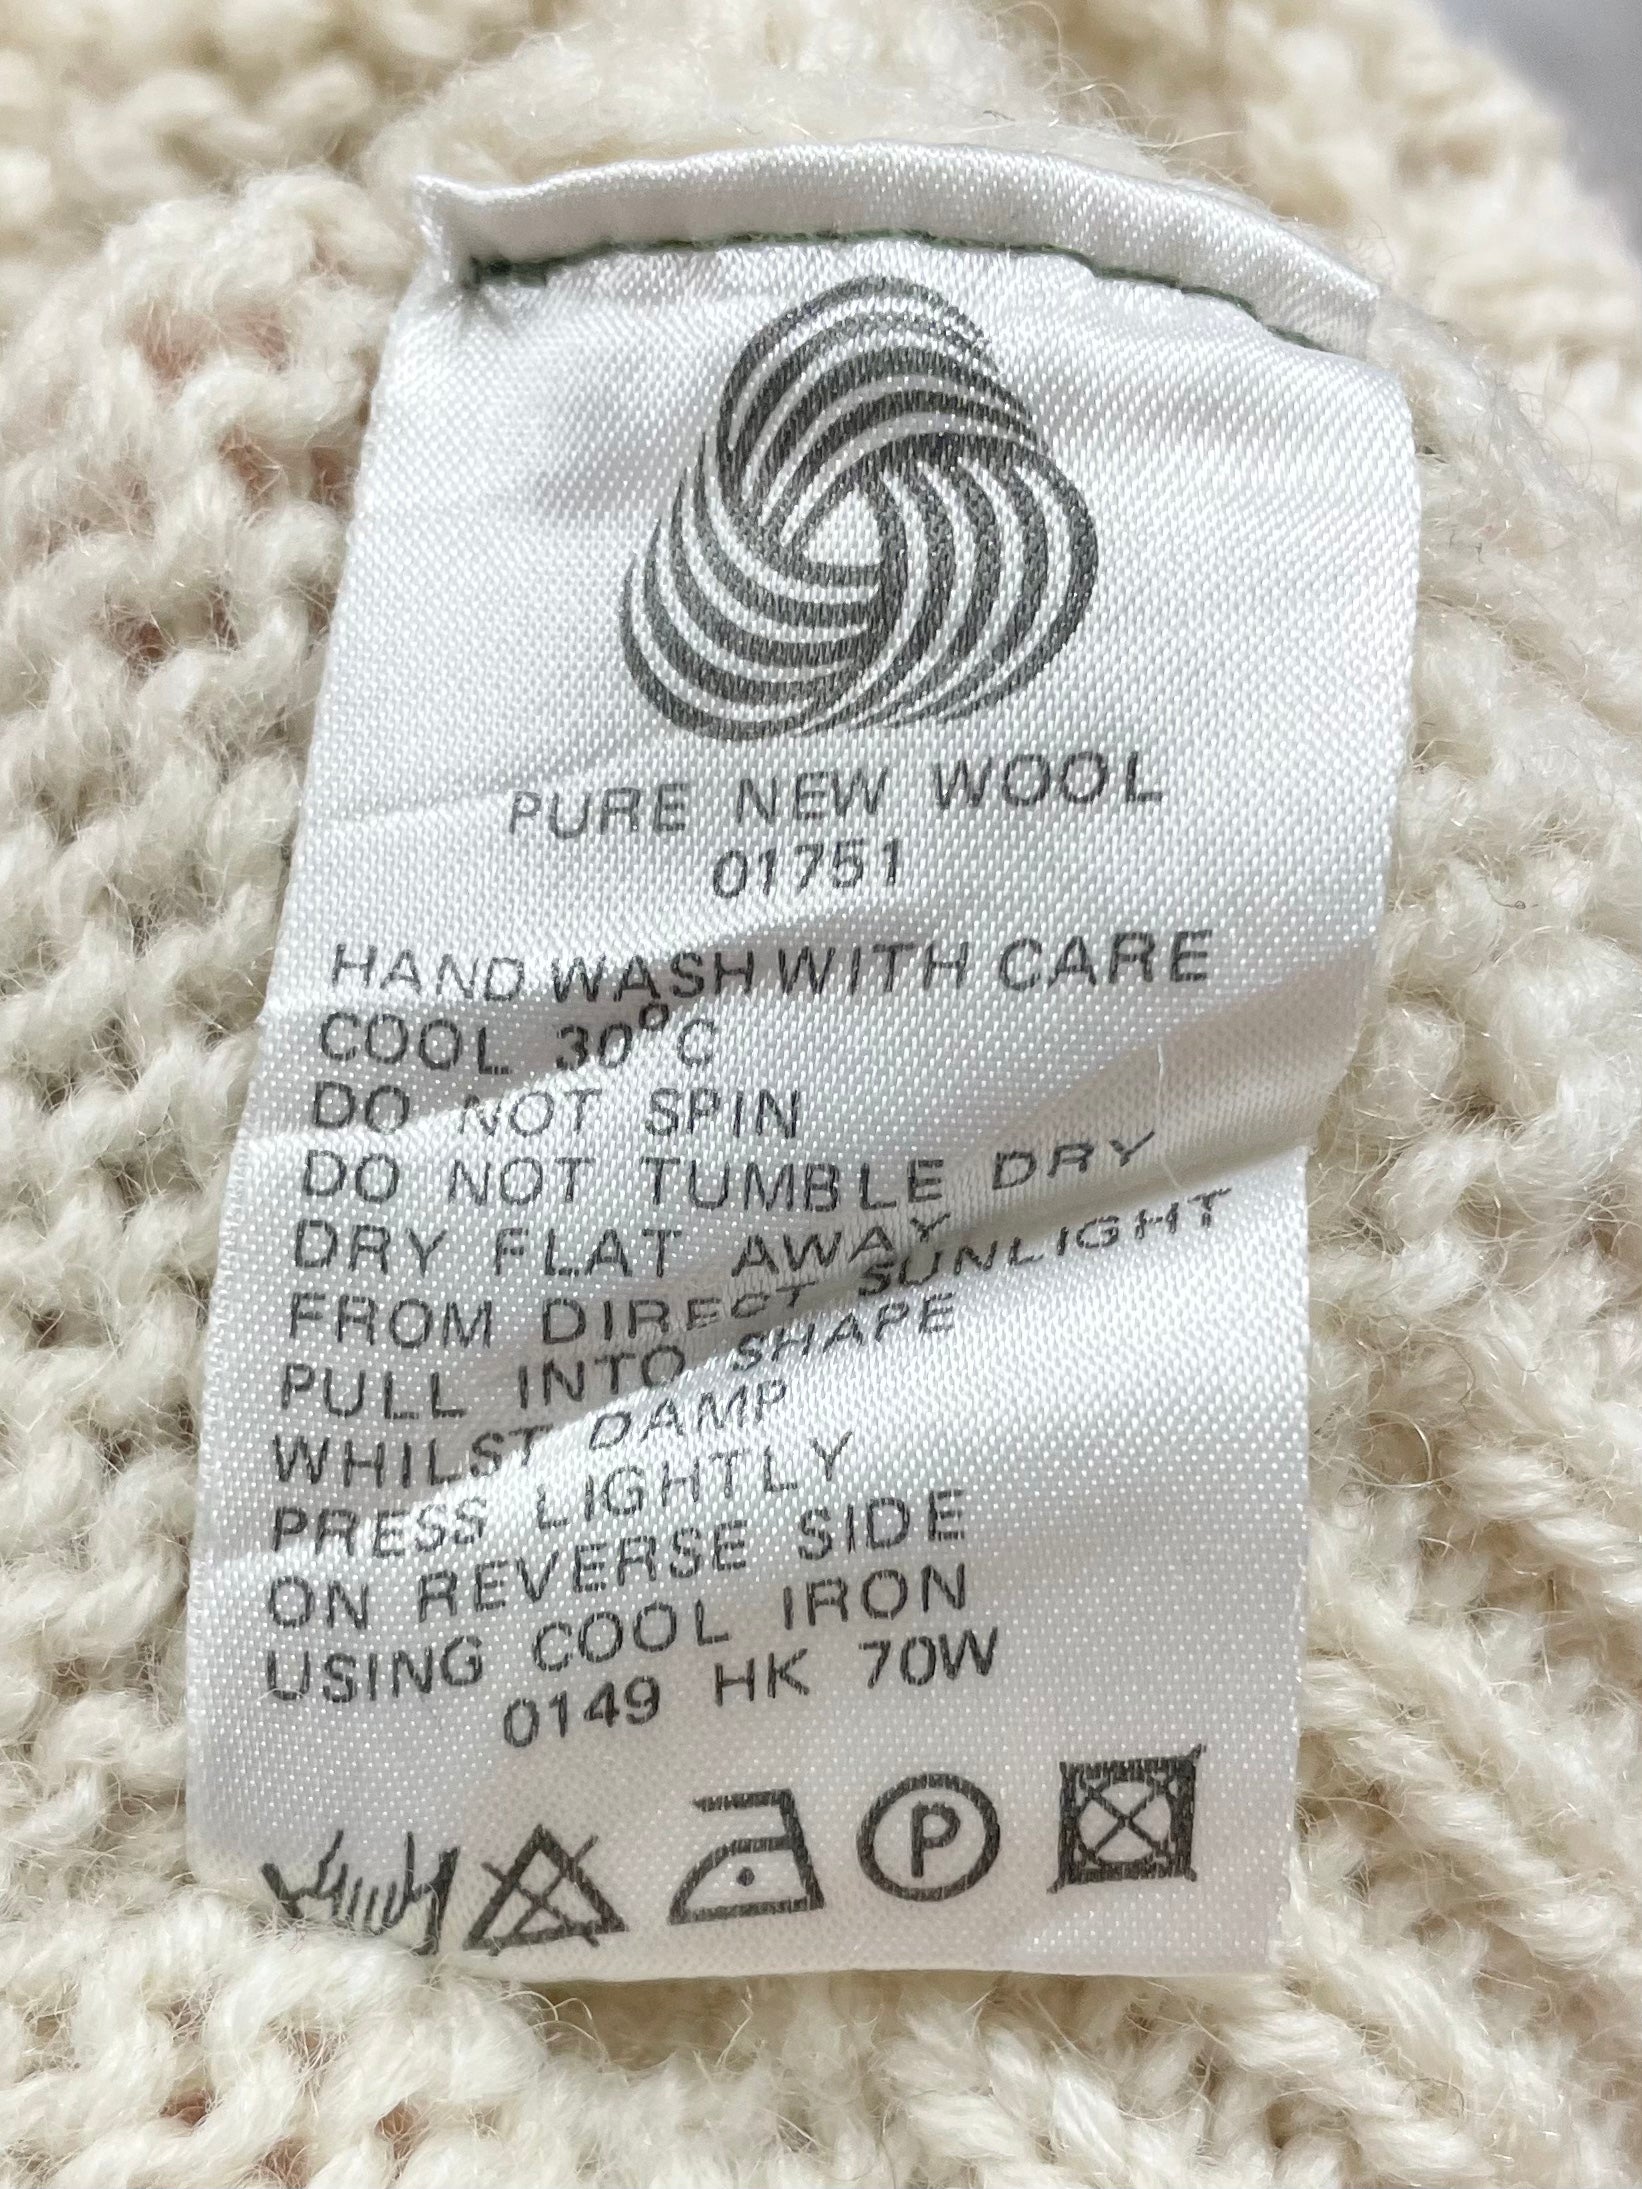 PURE NEW WOOL
01751
HAND WASH WITH CARE
COOL 30°C
DO NOT SPIN
DO NOT TUMBLE DRY
DRY FLAT AWAY
FROM DIRECT SUNLIGHT
PULL INTO SHAPE
WHILST DAMP
PRESS LIGHTLY
ON REVERSE SIDE
USING COOL IRON
0149 HK 70W
P